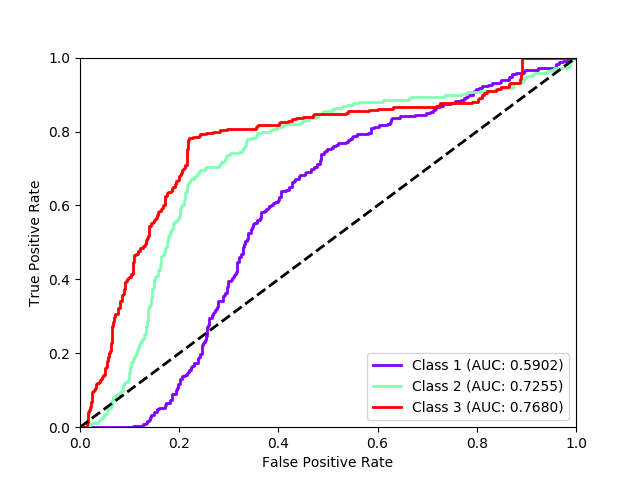 1.0
0.8
0.6
0.4
0.2
0.0
True Positive Rate
Class 1 (AUC: 0.5902)
Class 2 (AUC: 0.7255)
Class 3 (AUC: 0.7680)
0.0 0.2 0.4 0.6 0.8 1.0
False Positive Rate